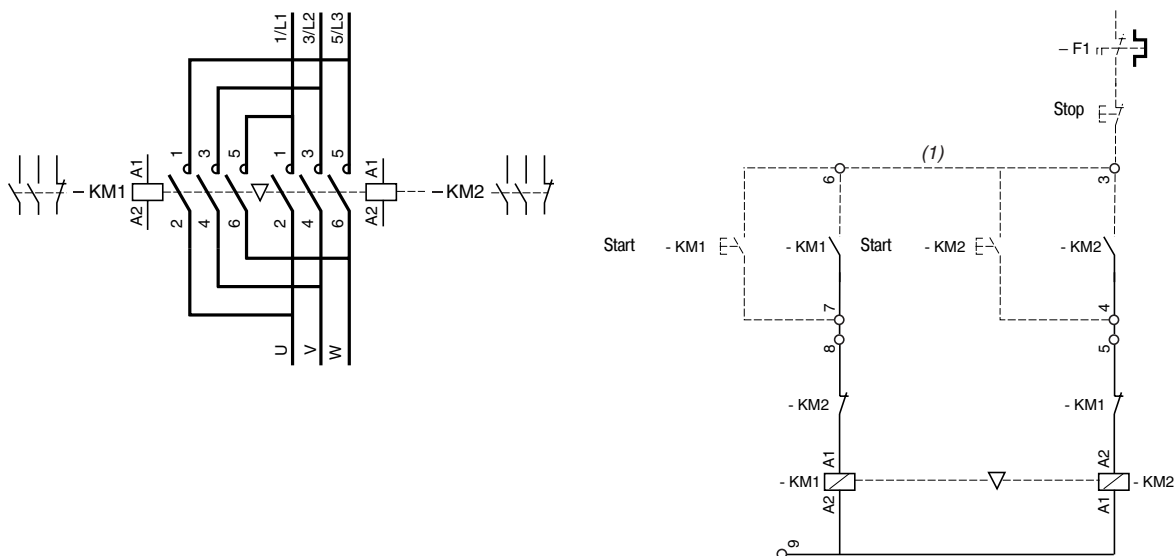 1/L1 3/L2 5/L3
1 3 5 1 3 5
A1 A1
– KM1 – KM2
A2 A2
2 4 6 2 4 6
U V W
– F1
Stop
(1)
6 3
Start - KM1 - KM1 Start - KM2 - KM2
7 4
8 5
- KM2 - KM1
A1 A2
- KM1 - KM2
A2 A1
9